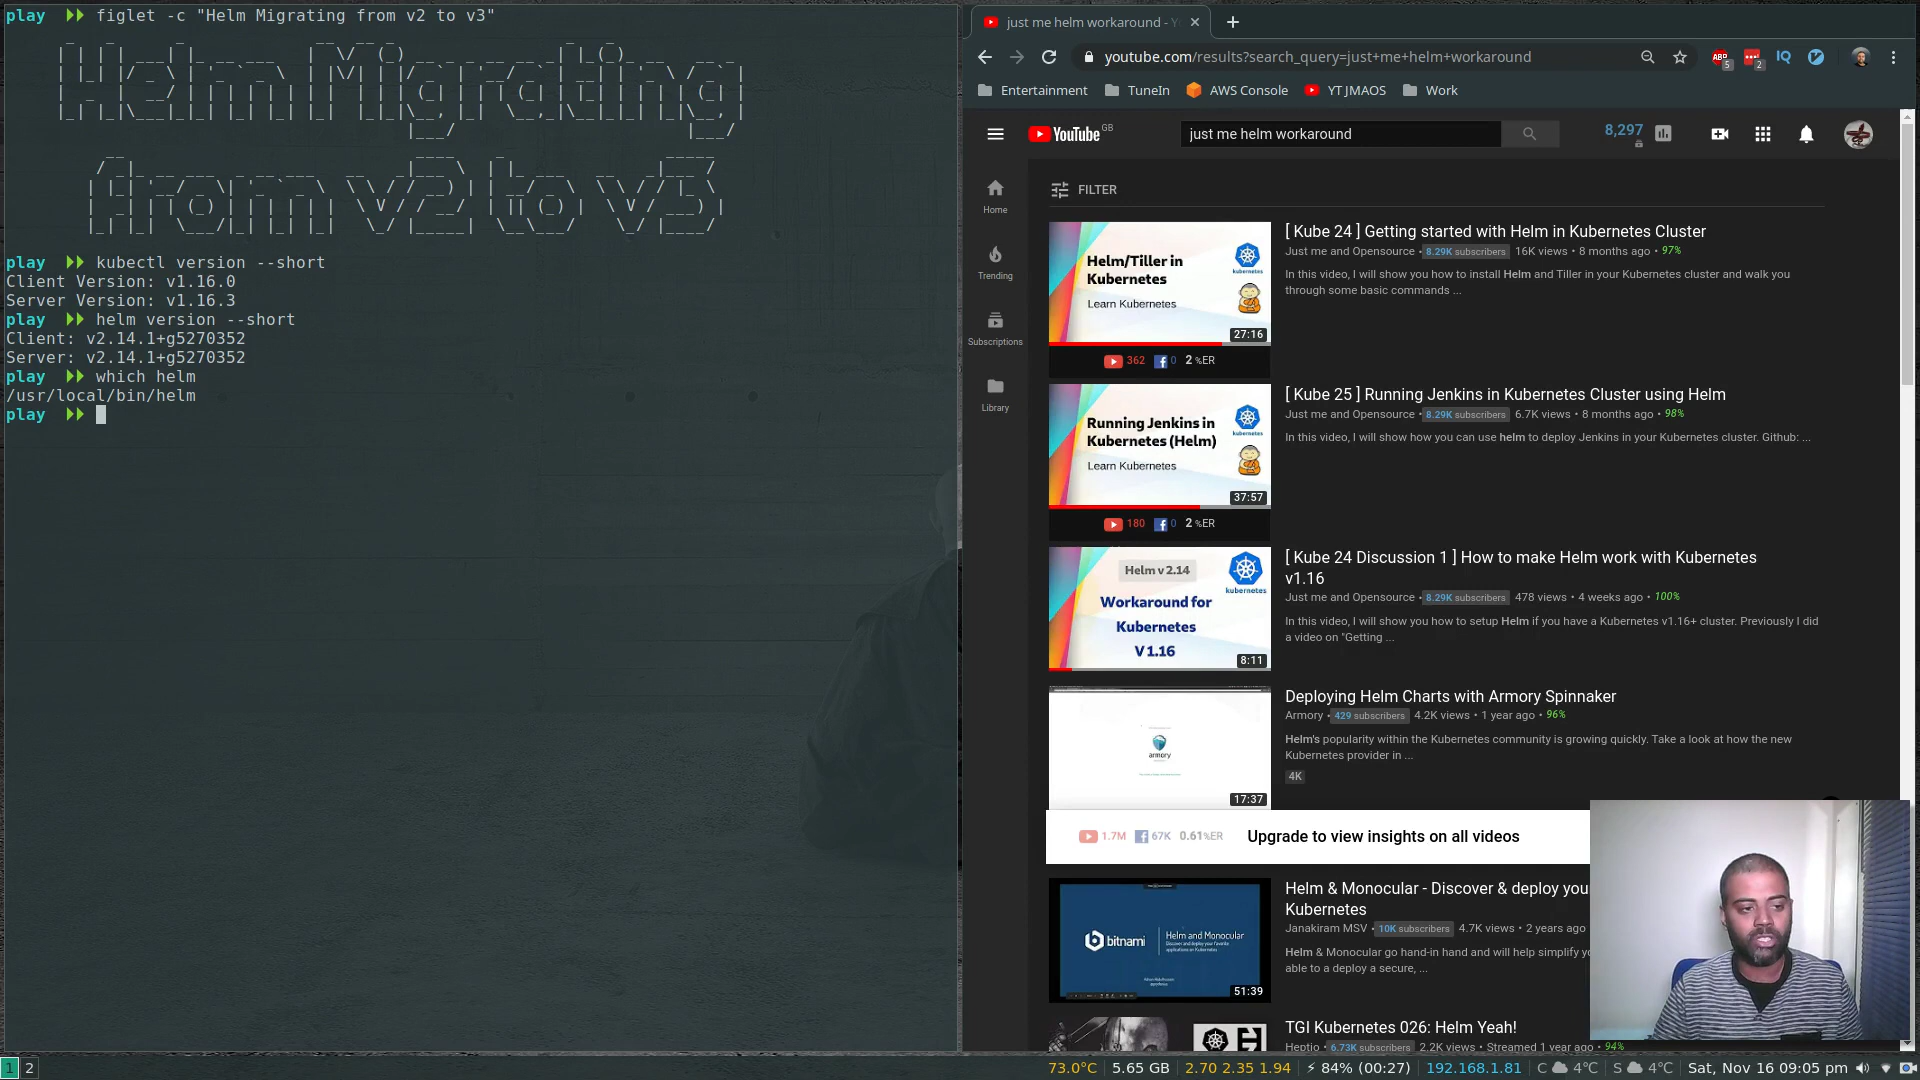 play figlet -c "Helm Migrating from v2 to v3"
Helm Migrating
from v2 to v3
play kubectl version --short
Client Version: v1.16.0
Server Version: v1.16.3
play helm version --short
Client: v2.14.1+g5270352
Server: v2.14.1+g5270352
play which helm
/usr/local/bin/helm
play
just me helm workaround -
youtube.com/results?search_query=just+me+helm+workaround
ABP 5 2 IQ
Entertainment TuneIn AWS Console YT JMAOS Work
YouTube GB
just me helm workaround
8,297
Home
Trending
Subscriptions
Library
FILTER
Helm/Tiller in
Kubernetes
Learn Kubernetes
kubernetes
27:16
362 0 2 %ER
[ Kube 24 ] Getting started with Helm in Kubernetes Cluster
Just me and Opensource • 8.29K subscribers 16K views • 8 months ago • 97%
In this video, I will show you how to install Helm and Tiller in your Kubernetes cluster and walk you
through some basic commands ...
Running Jenkins in
Kubernetes (Helm)
Learn Kubernetes
kubernetes
37:57
180 0 2 %ER
[ Kube 25 ] Running Jenkins in Kubernetes Cluster using Helm
Just me and Opensource • 8.29K subscribers 6.7K views • 8 months ago • 98%
In this video, I will show how you can use helm to deploy Jenkins in your Kubernetes cluster. Github: ...
Helm v 2.14
Workaround for
Kubernetes
V 1.16
kubernetes
8:11
[ Kube 24 Discussion 1 ] How to make Helm work with Kubernetes
v1.16
Just me and Opensource • 8.29K subscribers 478 views • 4 weeks ago • 100%
In this video, I will show you how to setup Helm if you have a Kubernetes v1.16+ cluster. Previously I did
a video on "Getting ...
armory
17:37
Deploying Helm Charts with Armory Spinnaker
Armory • 429 subscribers 4.2K views • 1 year ago • 96%
Helm's popularity within the Kubernetes community is growing quickly. Take a look at how the new
Kubernetes provider in ...
4K
1.7M 67K 0.61%ER Upgrade to view insights on all videos
bitnami
Helm and Monocular
51:39
Helm & Monocular - Discover & deploy you
Kubernetes
Janakiram MSV • 10K subscribers 4.7K views • 2 years ago
Helm & Monocular go hand-in hand and will help simplify yo
able to a deploy a secure, ...
TGI Kubernetes 026: Helm Yeah!
Heptio • 6.73K subscribers 2.2K views • Streamed 1 year ago • 94%
1 2
73.0°C 5.65 GB 2.70 2.35 1.94 84% (00:27) 192.168.1.81 C 4℃ S 4℃ Sat, Nov 16 09:05 pm